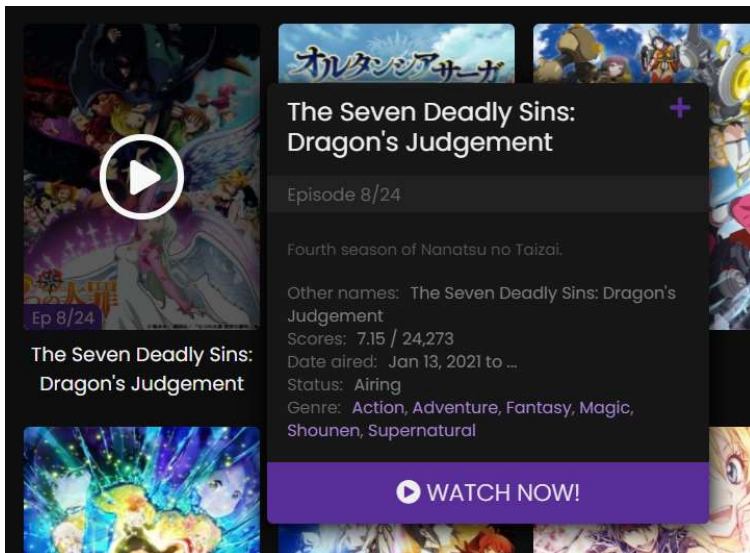 オルタンシア・サーガ
The Seven Deadly Sins:
Dragon's Judgement
Episode 8/24
Fourth season of Nanatsu no Taizai.
Other names: The Seven Deadly Sins: Dragon's
Judgement
Scores: 7.15 / 24,273
Date aired: Jan 13, 2021 to ...
Status: Airing
Genre: Action, Adventure, Fantasy, Magic,
Shounen, Supernatural
WATCH NOW!
の大罪
Ep 8/24
The Seven Deadly Sins:
Dragon's Judgement